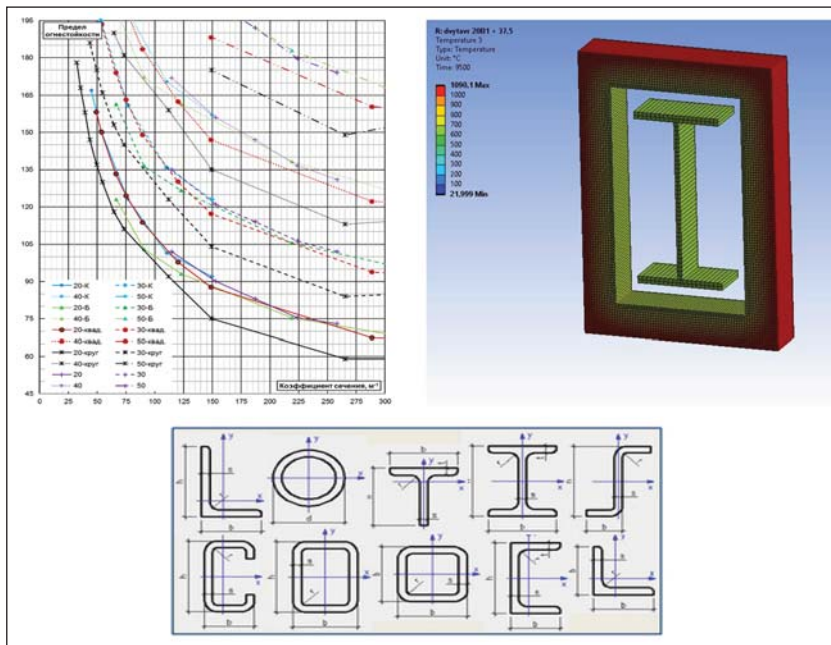 Предел
огнестойкости
195
180
165
150
135
120
105
90
75
60
45
20-К 30-К
40-К 50-К
20-Б 30-Б
40-Б 50-Б
20-квад. 30-квад.
40-квад. 50-квад.
20-круг 30-круг
40-круг 50-круг
20 30
40 50
Коэффициент сечения, м⁻¹
0 25 50 75 100 125 150 175 200 225 250 275 300
Temperature 3
Type: Temperature
Unit: °C
Time: 9500
1090,1 Max
1000
900
800
700
600
500
400
300
200
100
21,999 Min
y y y y y
h s x d x b x x h s x
b b b
y y y y y
h s x h s x b x h s x h x
b b b b b